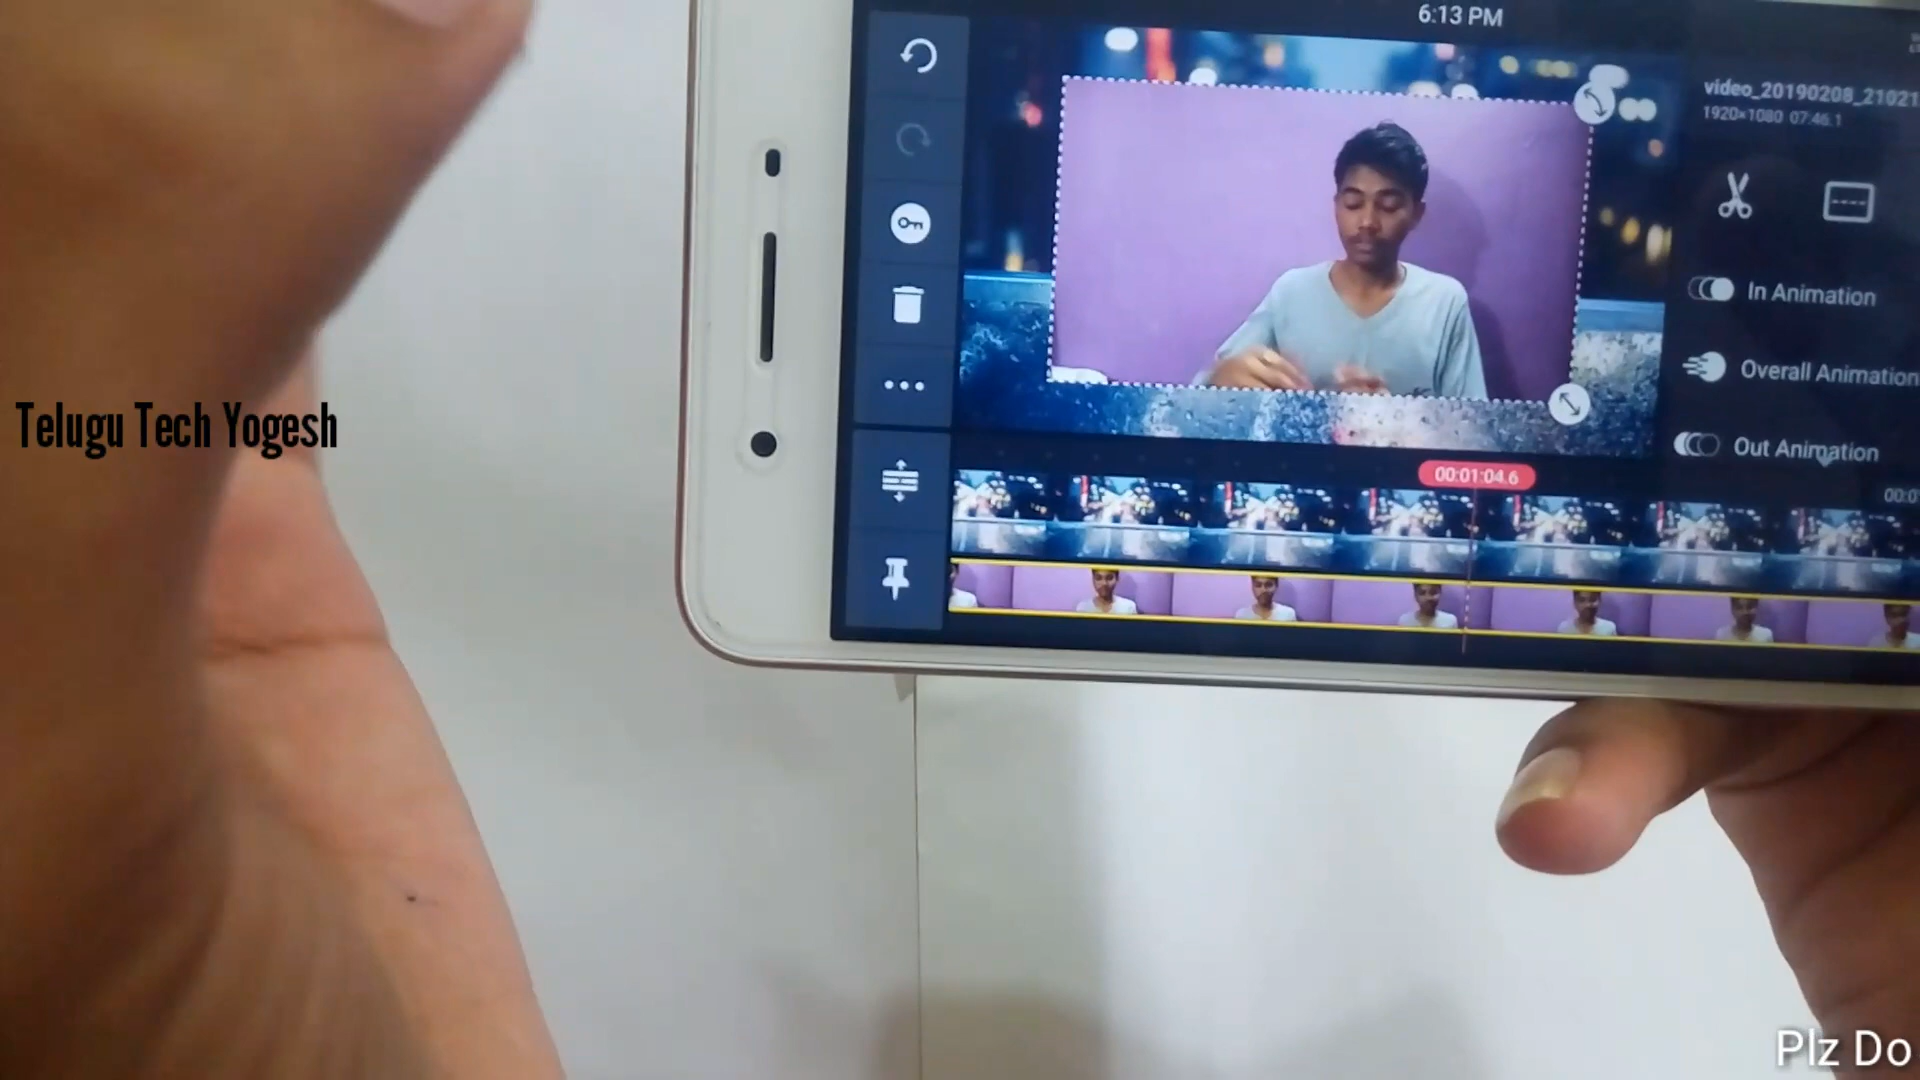 6:13 PM
video_20190208_21021
1920×1080 07:46.1
In Animation
Overall Animation
Out Animation
00:01:04.6
Telugu Tech Yogesh
Plz Do